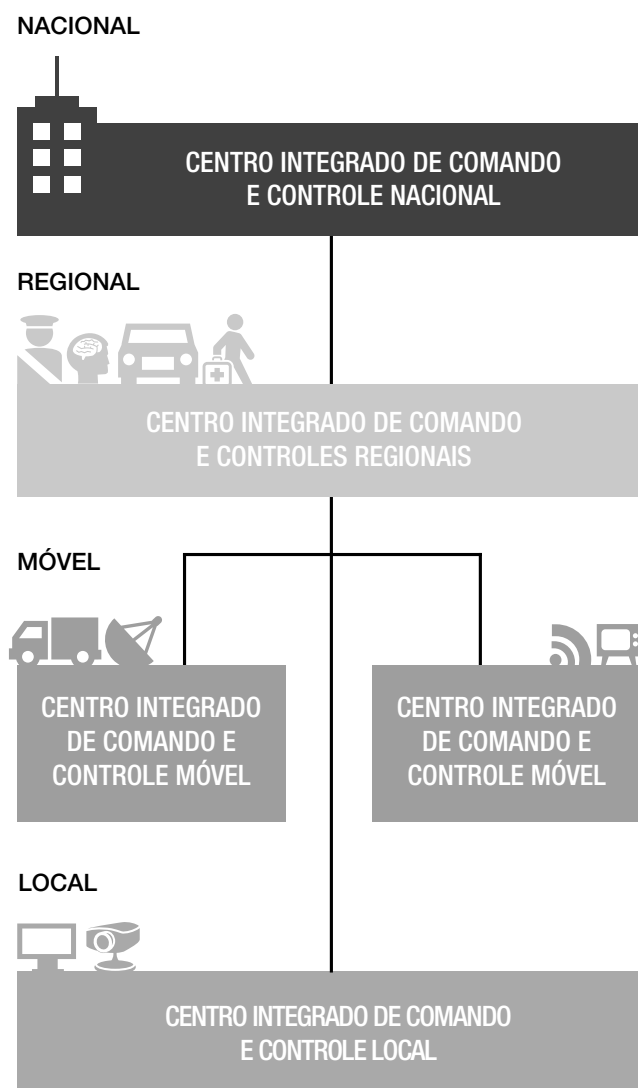 NACIONAL
CENTRO INTEGRADO DE COMANDO
E CONTROLE NACIONAL
REGIONAL
CENTRO INTEGRADO DE COMANDO
E CONTROLES REGIONAIS
MÓVEL
CENTRO INTEGRADO
DE COMANDO E
CONTROLE MÓVEL
CENTRO INTEGRADO
DE COMANDO E
CONTROLE MÓVEL
LOCAL
CENTRO INTEGRADO DE COMANDO
E CONTROLE LOCAL